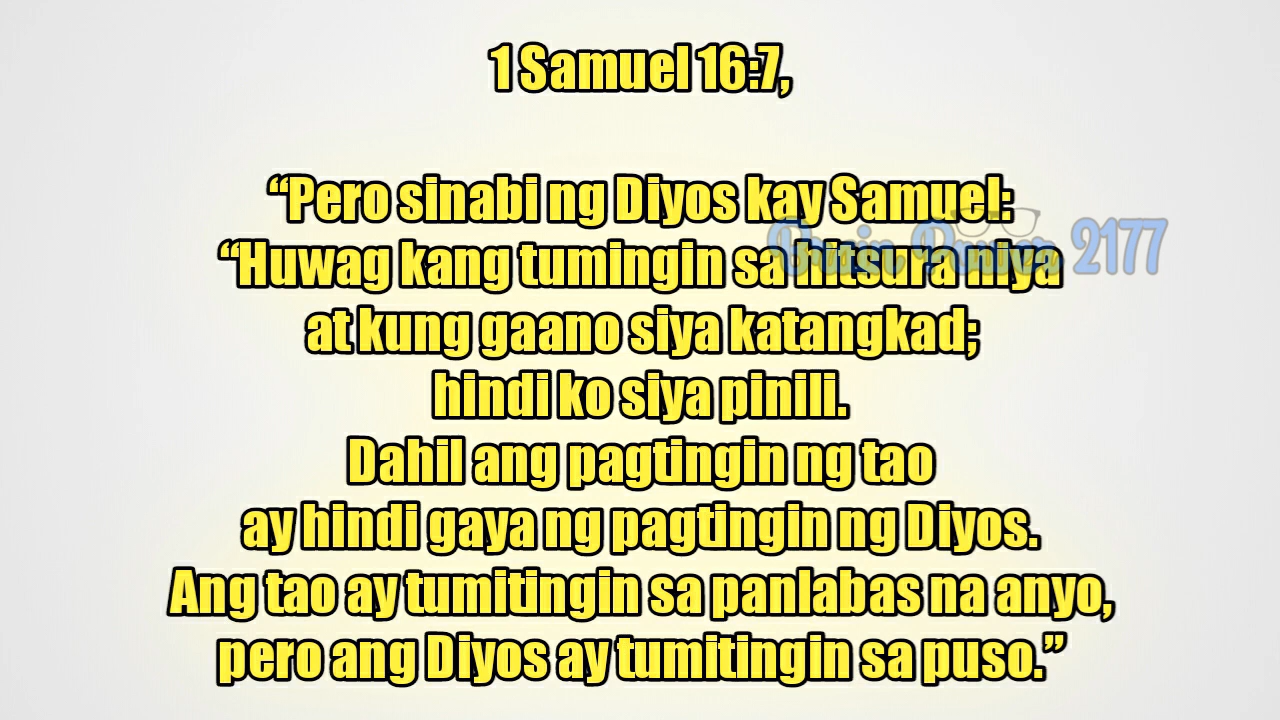 1 Samuel 16:7,
“Pero sinabi ng Diyos kay Samuel:
“Huwag kang tumingin sa hitsura niya
at kung gaano siya katangkad;
hindi ko siya pinili.
Dahil ang pagtingin ng tao
ay hindi gaya ng pagtingin ng Diyos.
Ang tao ay tumitingin sa panlabas na anyo,
pero ang Diyos ay tumitingin sa puso.”
2177